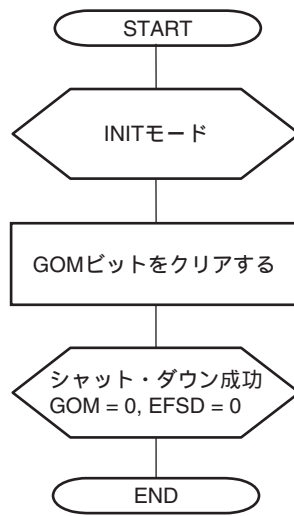 START
INITモード
GOMビットをクリアする
シャット・ダウン成功
GOM = 0, EFSD = 0
END